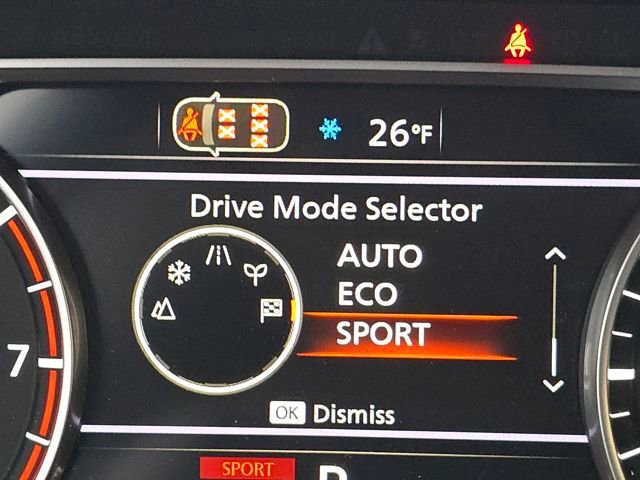 26°F
Drive Mode Selector
AUTO
ECO
SPORT
7
OK Dismiss
SPORT